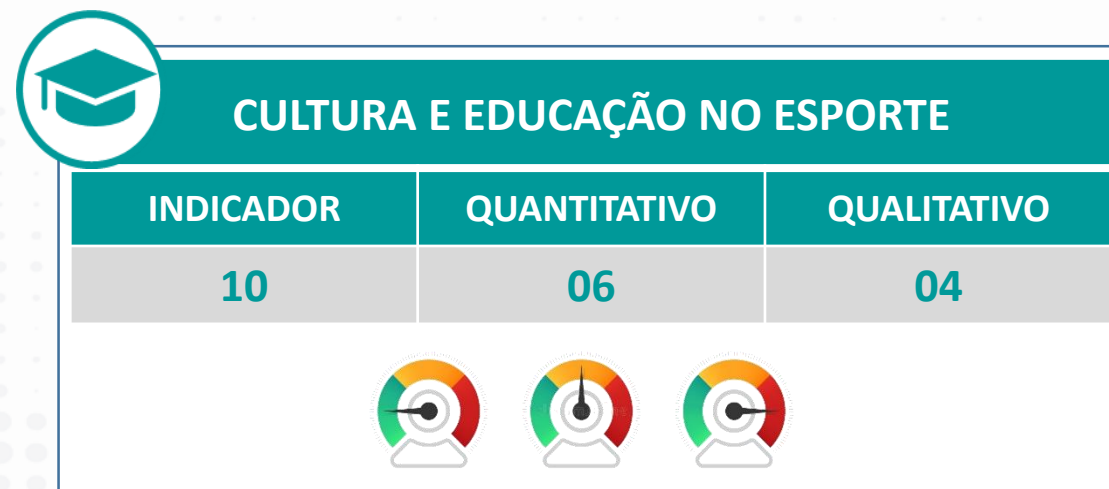 CULTURA E EDUCAÇÃO NO ESPORTE
INDICADOR QUANTITATIVO QUALITATIVO
10 06 04